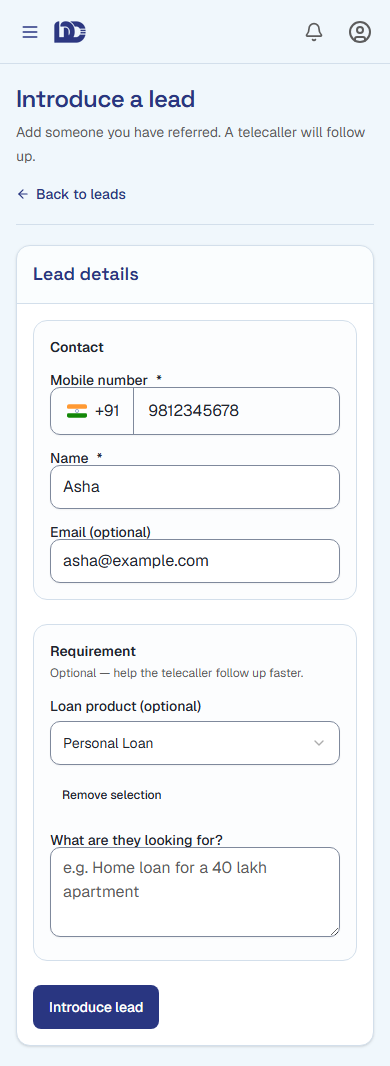 Introduce a lead
Add someone you have referred. A telecaller will follow
up.
← Back to leads
Lead details
Contact
Mobile number *
+91 9812345678
Name *
Asha
Email (optional)
asha@example.com
Requirement
Optional — help the telecaller follow up faster.
Loan product (optional)
Personal Loan
Remove selection
What are they looking for?
e.g. Home loan for a 40 lakh
apartment
Introduce lead